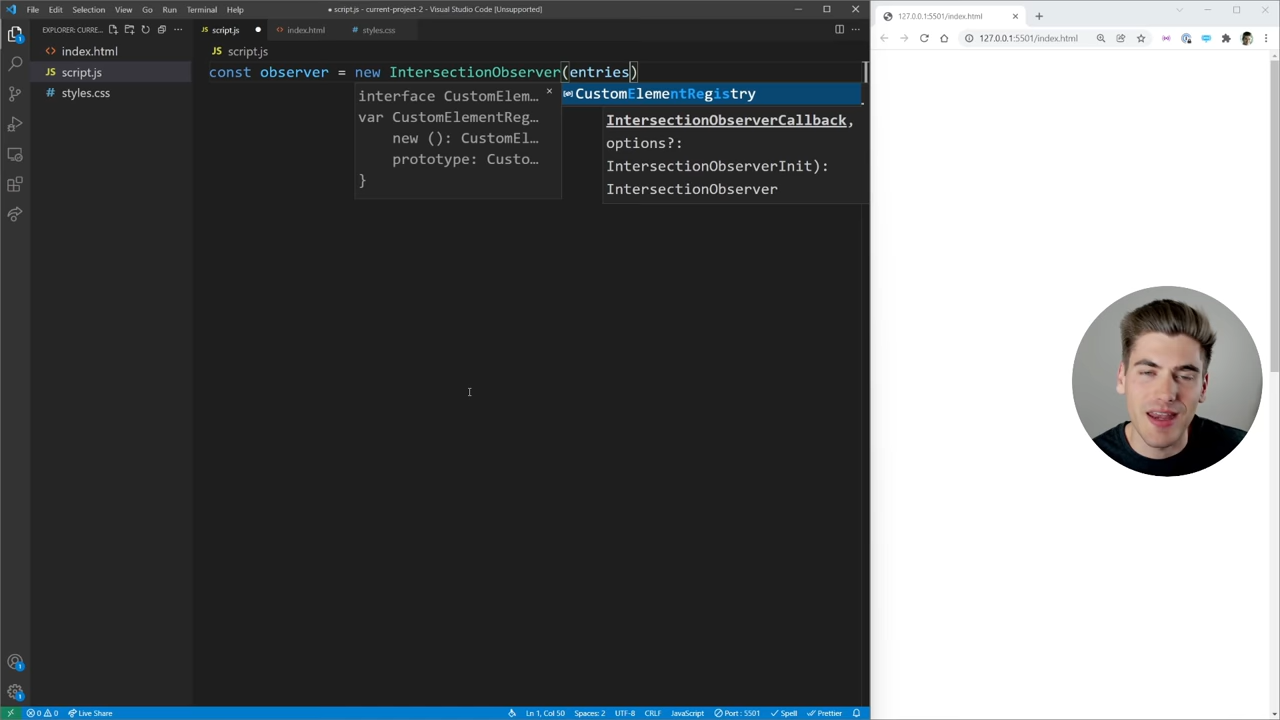 File Edit Selection View Go Run Terminal Help
● script.js - current-project-2 - Visual Studio Code [Unsupported]
127.0.0.1:5501/index.html
127.0.0.1:5501/index.html
EXPLORER: CURRE...
index.html
script.js
styles.css
JS script.js
index.html
# styles.css
JS script.js
const observer = new IntersectionObserver(entries)
interface CustomElem…
var CustomElementReg…
new (): CustomEl…
prototype: Custo…
}
CustomElementRegistry
IntersectionObserverCallback,
options?:
IntersectionObserverInit):
IntersectionObserver
0 0 Live Share
Ln 1, Col 50 Spaces: 2 UTF-8 CRLF JavaScript Port : 5501 Spell Prettier